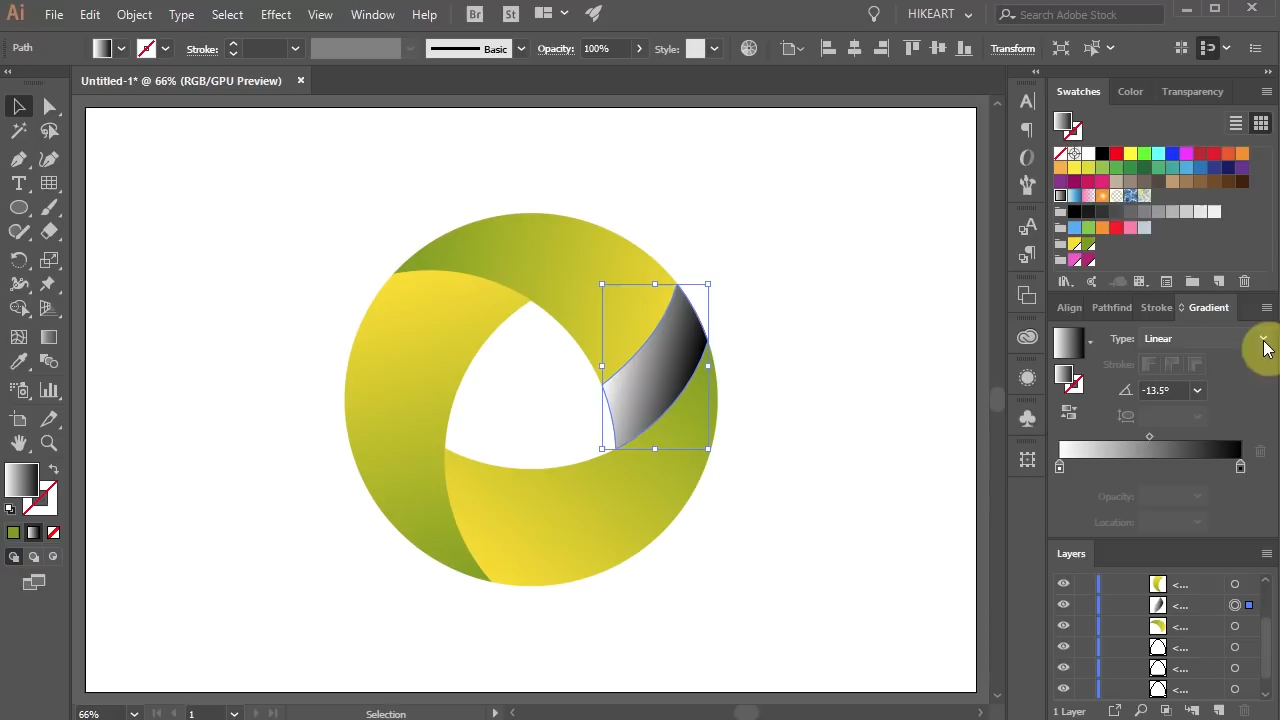 Ai File Edit Object Type Select Effect View Window Help Br St HIKEART Search Adobe Stock
Path Stroke: Basic Opacity: 100% Style: Transform
Untitled-1* @ 66% (RGB/GPU Preview) ×
Swatches Color Transparency
Align Pathfind Stroke Gradient
Type: Linear
Stroke:
-13.5°
Opacity:
Location:
Layers
<...
<...
<...
<...
<...
<...
1 Layer
66% 1 Selection